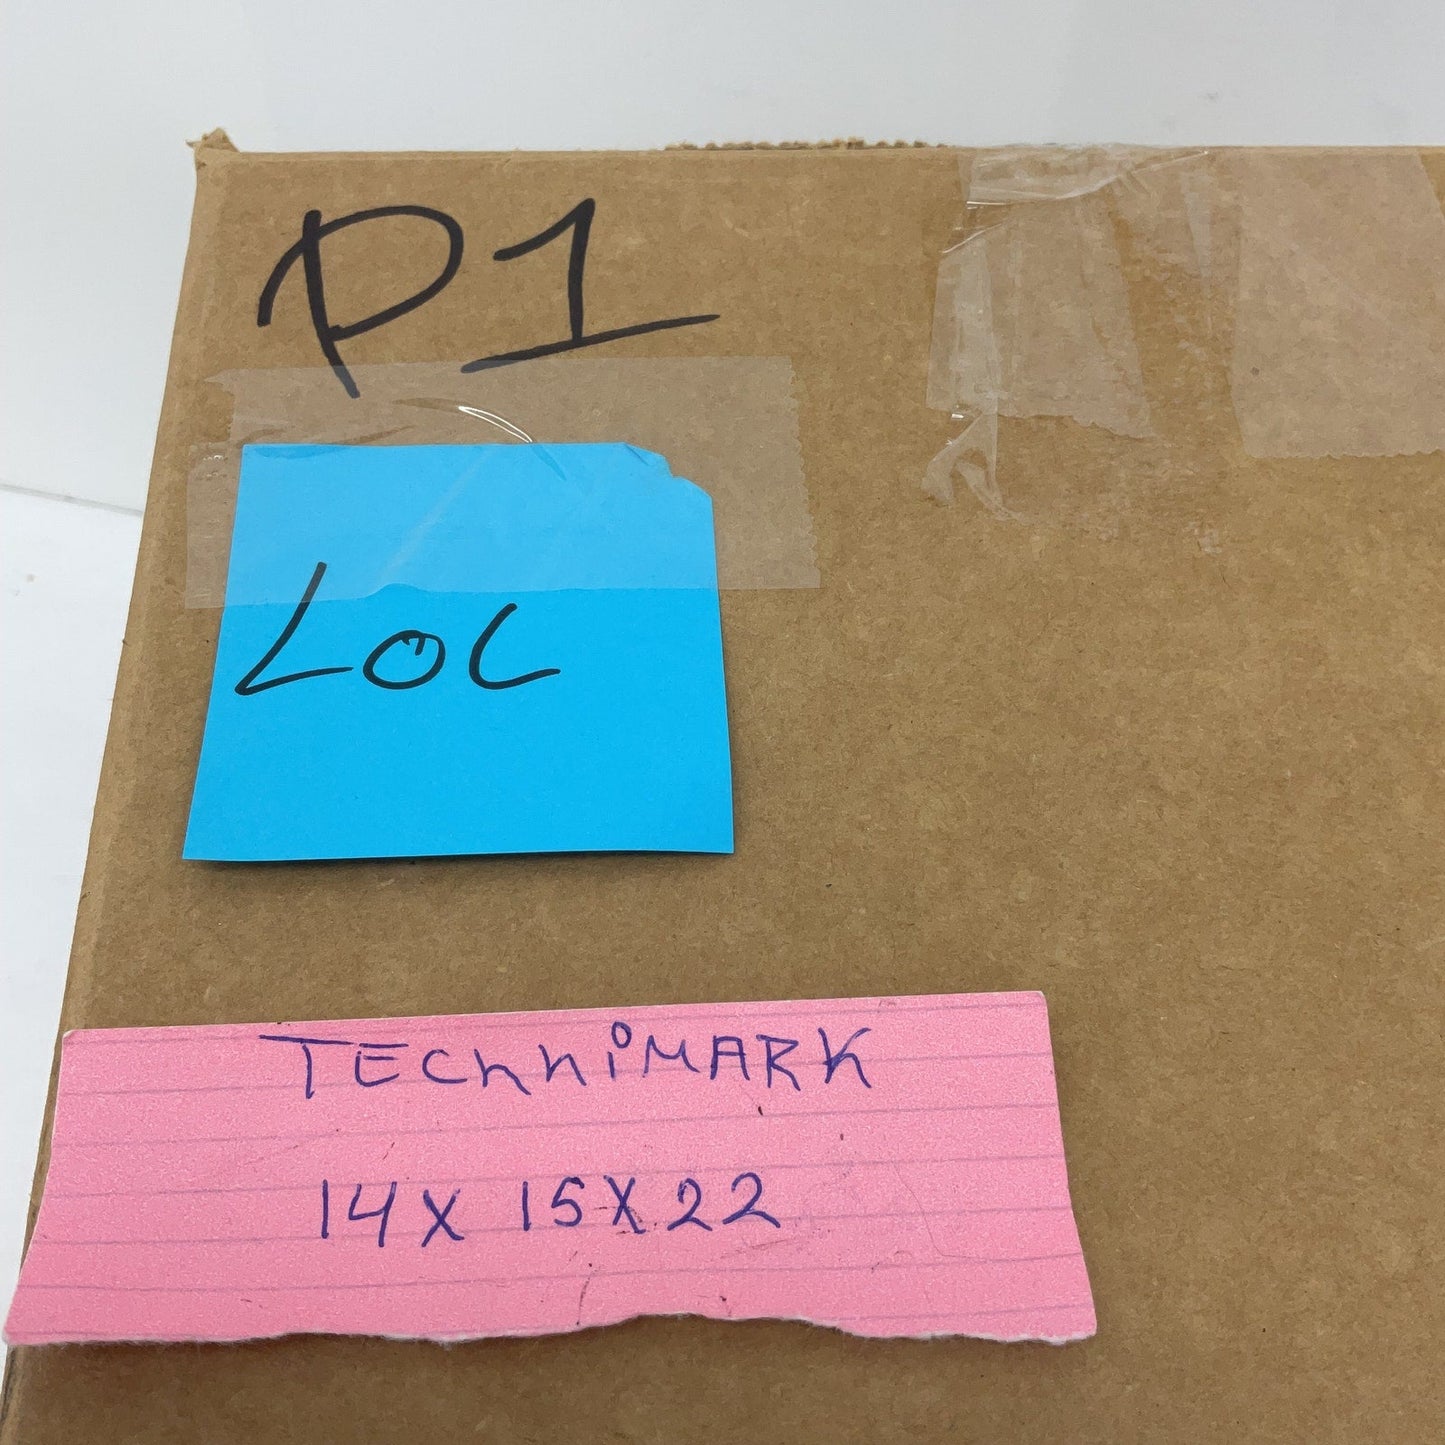 P1
LOC
TECHNiMARK
14X 15X22